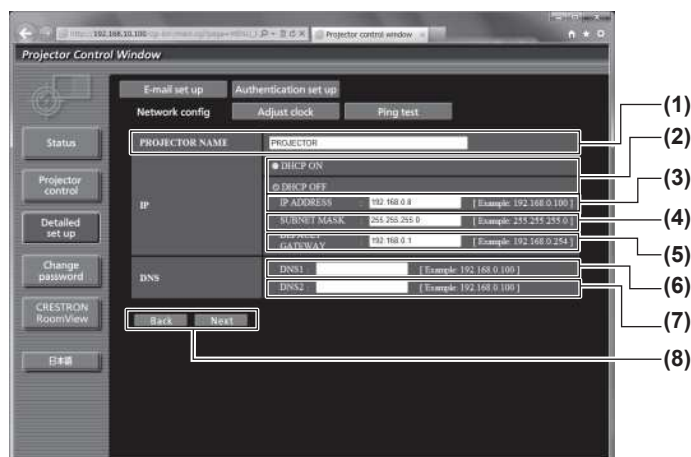 192.168.10.100
Projector control window
Projector Control Window
E-mail set up
Authentication set up
Network config
Adjust clock
Ping test
Status
Projector control
Detailed set up
Change password
CRESTRON RoomView
日本語
PROJECTOR NAME
PROJECTOR
IP
DHCP ON
DHCP OFF
IP ADDRESS : 192.168.0.8 [ Example: 192.168.0.100 ]
SUBNET MASK : 255.255.255.0 [ Example: 255.255.255.0 ]
DEFAULT GATEWAY : 192.168.0.1 [ Example: 192.168.0.254 ]
DNS
DNS1 : [ Example: 192.168.0.100 ]
DNS2 : [ Example: 192.168.0.100 ]
Back
Next
(1)
(2)
(3)
(4)
(5)
(6)
(7)
(8)